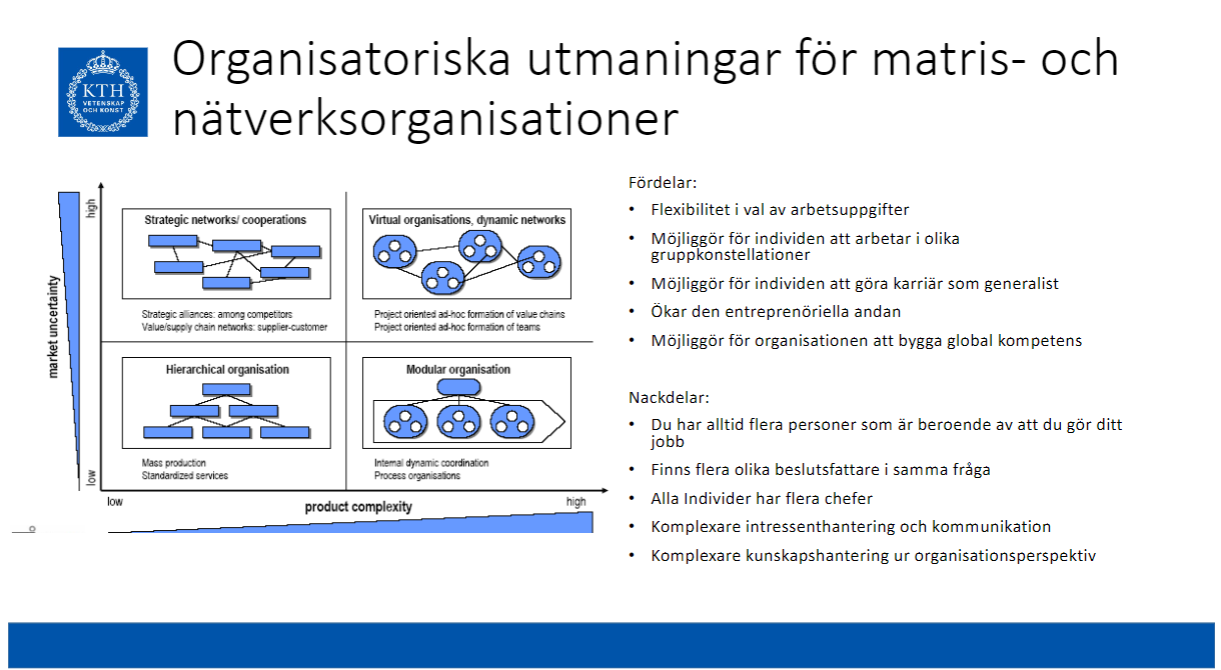 Organisatoriska utmaningar för matris- och
nätverksorganisationer
KTH
VETENSKAP
OCH KONST
market uncertainty
high
low
Strategic networks/ cooperations
Strategic alliances: among competitors
Value/supply chain networks: supplier-customer
Virtual organisations, dynamic networks
Project oriented ad-hoc formation of value chains
Project oriented ad-hoc formation of teams
Hierarchical organisation
Mass production
Standardized services
Modular organisation
Internal dynamic coordination
Process organisations
low
product complexity
high
Fördelar:
• Flexibilitet i val av arbetsuppgifter
• Möjliggör för individen att arbetar i olika
gruppkonstellationer
• Möjliggör för individen att göra karriär som generalist
• Ökar den entreprenöriella andan
• Möjliggör för organisationen att bygga global kompetens
Nackdelar:
• Du har alltid flera personer som är beroende av att du gör ditt
jobb
• Finns flera olika beslutsfattare i samma fråga
• Alla Individer har flera chefer
• Komplexare intressenthantering och kommunikation
• Komplexare kunskapshantering ur organisationsperspektiv